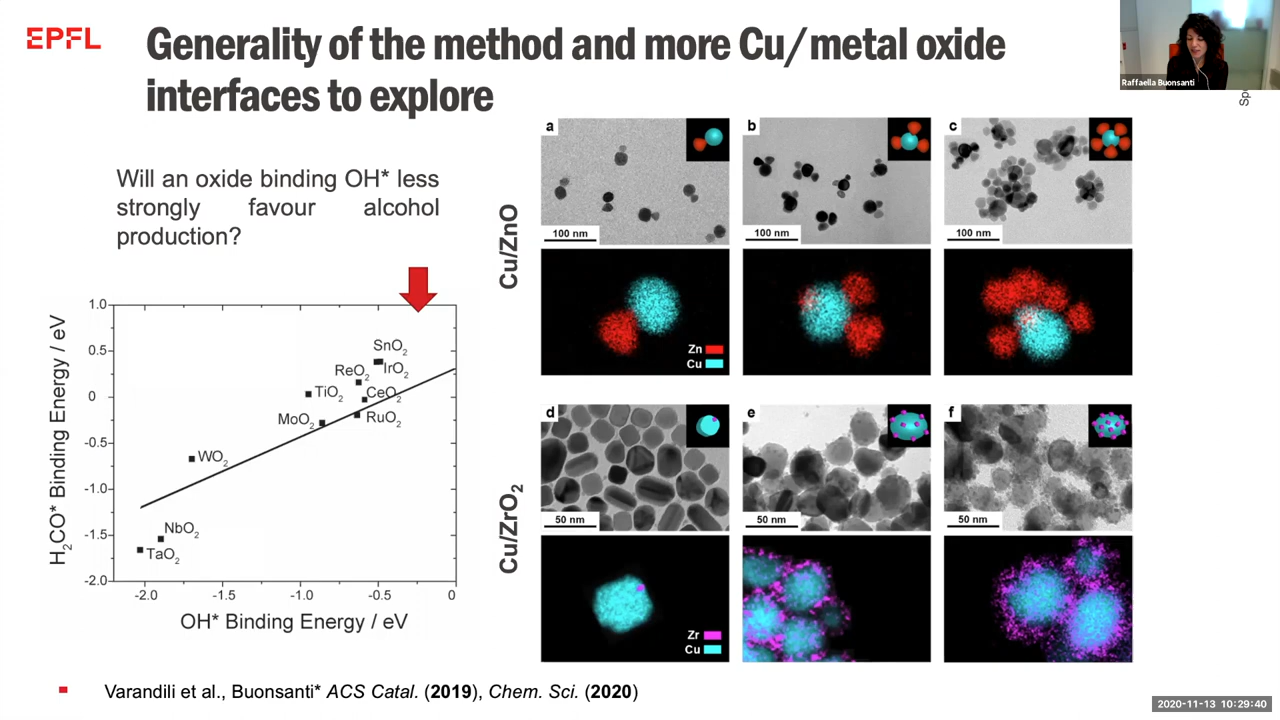 EPFL
Generality of the method and more Cu/metal oxide
interfaces to explore
Raffaella Buonsanti
Sp
Will an oxide binding OH* less
strongly favour alcohol
production?
H2CO* Binding Energy / eV
1.0
0.5
0
-0.5
-1.0
-1.5
-2.0
SnO2
ReO2
IrO2
TiO2
CeO2
MoO2
RuO2
WO2
NbO2
TaO2
-2.0
-1.5
-1.0
-0.5
0
OH* Binding Energy / eV
Cu/ZnO
a
100 nm
b
100 nm
c
100 nm
Zn
Cu
Cu/ZrO2
d
50 nm
e
50 nm
f
50 nm
Zr
Cu
Varandili et al., Buonsanti* ACS Catal. (2019), Chem. Sci. (2020)
2020-11-13 10:29:40